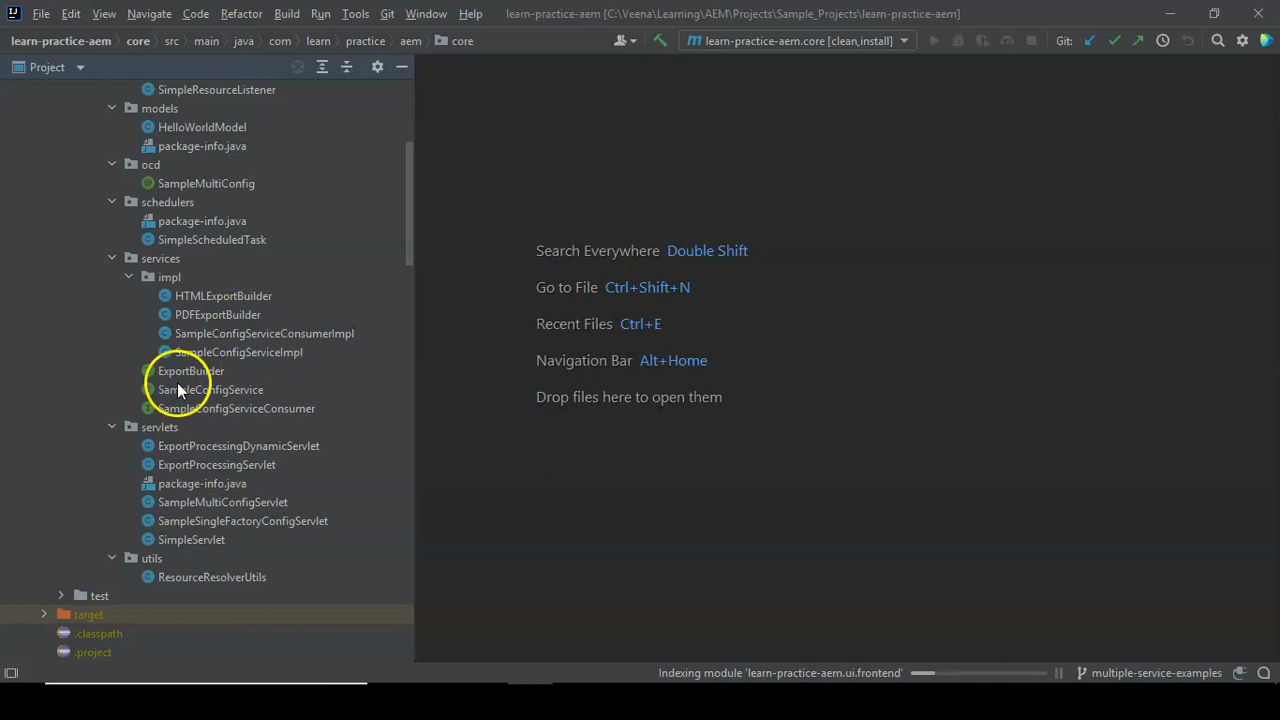 File Edit View Navigate Code Refactor Build Run Tools Git Window Help learn-practice-aem [C:\Veena\Learning\AEM\Projects\Sample_Projects\learn-practice-aem]
learn-practice-aem core src main java com learn practice aem core learn-practice-aem.core [clean,install] Git:
Project
SimpleResourceListener
models
HelloWorldModel
package-info.java
ocd
SampleMultiConfig
schedulers
package-info.java
SimpleScheduledTask
services
impl
HTMLExportBuilder
PDFExportBuilder
SampleConfigServiceConsumerImpl
SampleConfigServiceImpl
ExportBuilder
SampleConfigService
SampleConfigServiceConsumer
servlets
ExportProcessingDynamicServlet
ExportProcessingServlet
package-info.java
SampleMultiConfigServlet
SampleSingleFactoryConfigServlet
SimpleServlet
utils
ResourceResolverUtils
test
target
.classpath
.project
Search Everywhere Double Shift
Go to File Ctrl+Shift+N
Recent Files Ctrl+E
Navigation Bar Alt+Home
Drop files here to open them
Indexing module 'learn-practice-aem.ui.frontend' multiple-service-examples